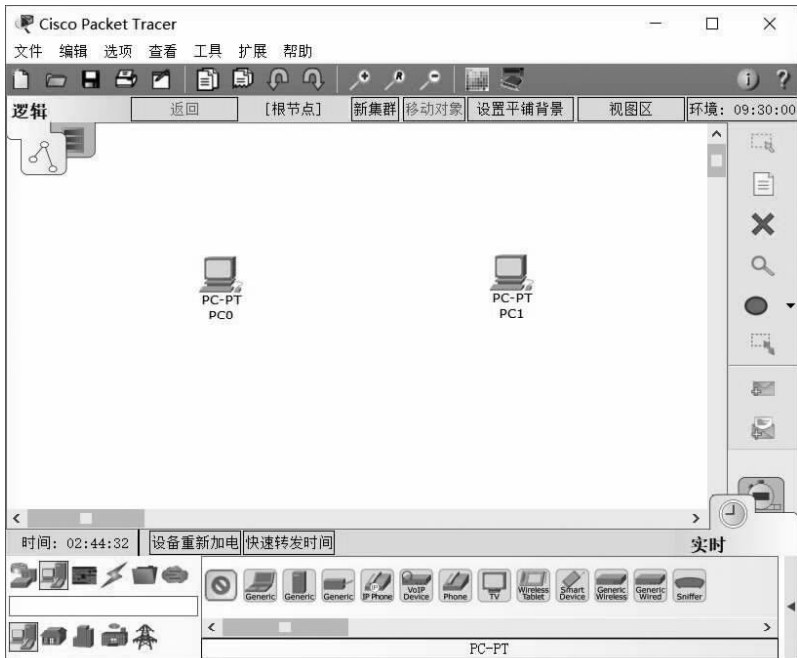 Cisco Packet Tracer
文件 编辑 选项 查看 工具 扩展 帮助
逻辑 返回 [根节点] 新集群 移动对象 设置平铺背景 视图区 环境: 09:30:00
PC-PT
PC0
PC-PT
PC1
时间: 02:44:32 设备重新加电 快速转发时间 实时
Generic Generic Generic IP Phone VoIP Device Phone TV Wireless Tablet Smart Device Generic Wireless Generic Wired Sniffer
PC-PT